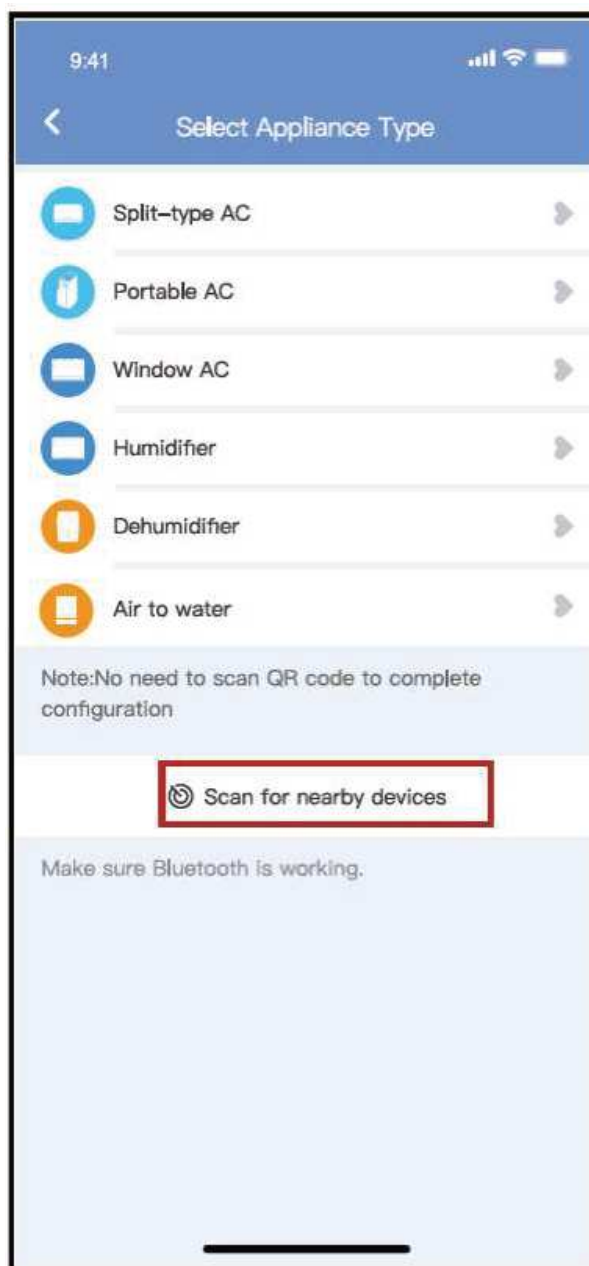 9:41
Select Appliance Type
Split-type AC
Portable AC
Window AC
Humidifier
Dehumidifier
Air to water
Note:No need to scan QR code to complete
configuration
Scan for nearby devices
Make sure Bluetooth is working.